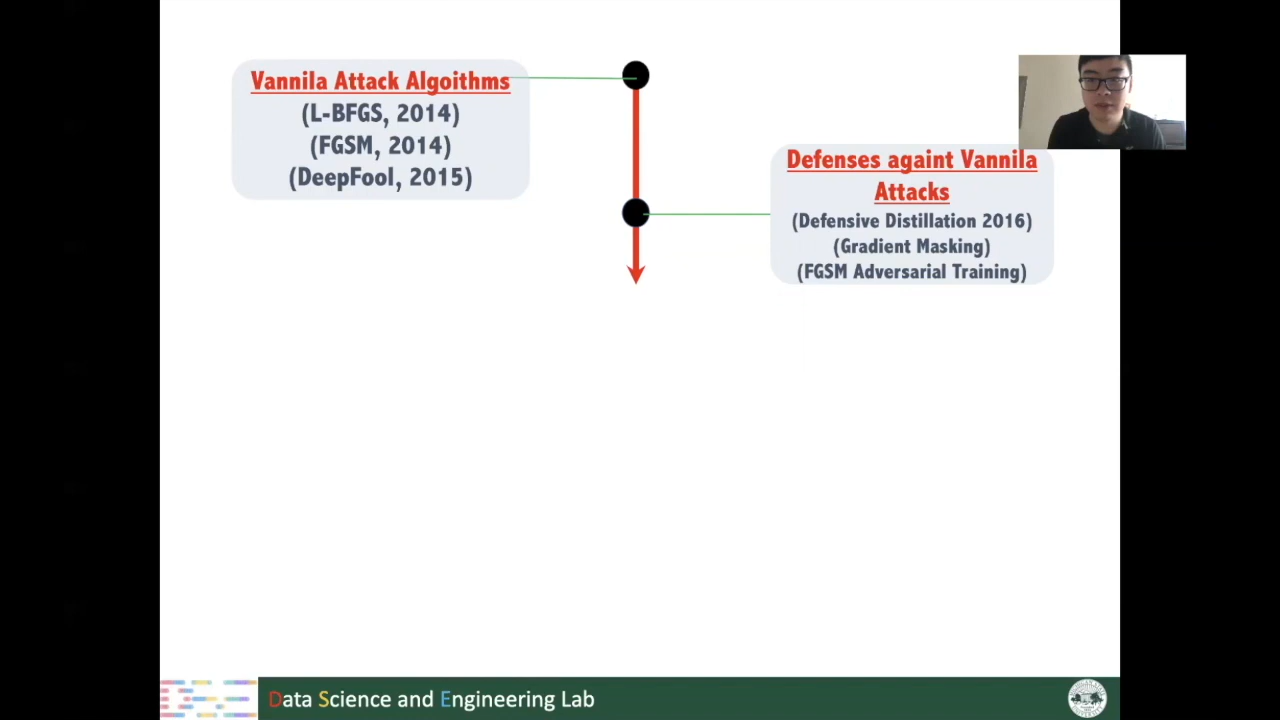 Vannila Attack Algoithms
(L-BFGS, 2014)
(FGSM, 2014)
(DeepFool, 2015)
Defenses againt Vannila
Attacks
(Defensive Distillation 2016)
(Gradient Masking)
(FGSM Adversarial Training)
Data Science and Engineering Lab